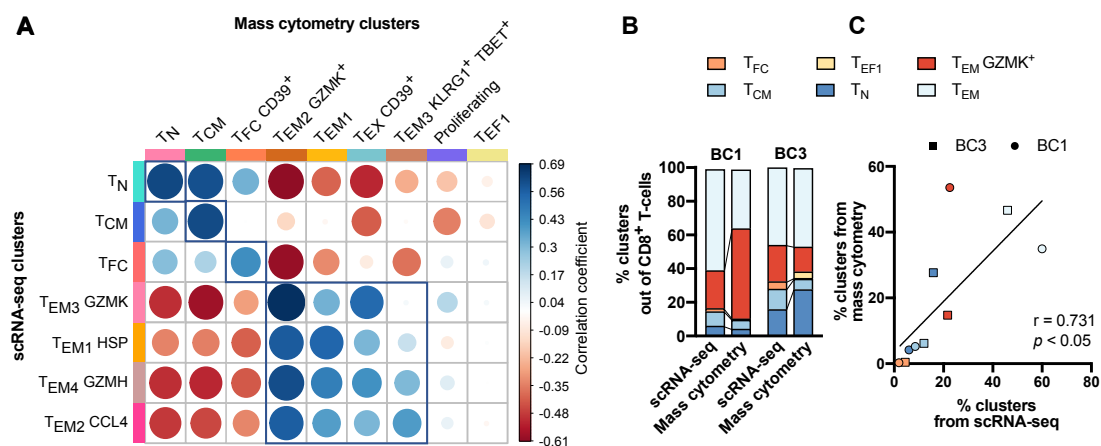 A
Mass cytometry clusters
TN
TCM
TFC CD39+
TEM2 GZMK+
TEM1
TEX CD39+
TEM3 KLRG1+ TBET+
Proliferating
TEF1
scRNA-seq clusters
TN
TCM
TFC
TEM3 GZMK
TEM1 HSP
TEM4 GZMH
TEM2 CCL4
0.69
0.56
0.43
0.3
0.17
0.04
-0.09
-0.22
-0.35
-0.48
-0.61
Correlation coefficient
B
C
TFC
TEF1
TEM GZMK+
TCM
TN
TEM
BC1
BC3
% clusters
out of CD8+ T-cells
100
80
60
40
20
0
scRNA-seq
Mass cytometry
scRNA-seq
Mass cytometry
BC3
BC1
% clusters from
mass cytometry
60
40
20
0
r = 0.731
p < 0.05
0
20
40
60
80
% clusters
from scRNA-seq